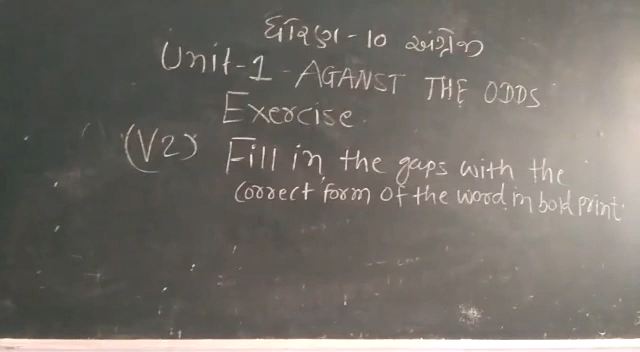 ધોરણ - 10 અંગ્રેજી
Unit-1 - AGANST THE ODDS
Exercise.
(V2) Fill in the gaps with the
correct form of the word in bold print.